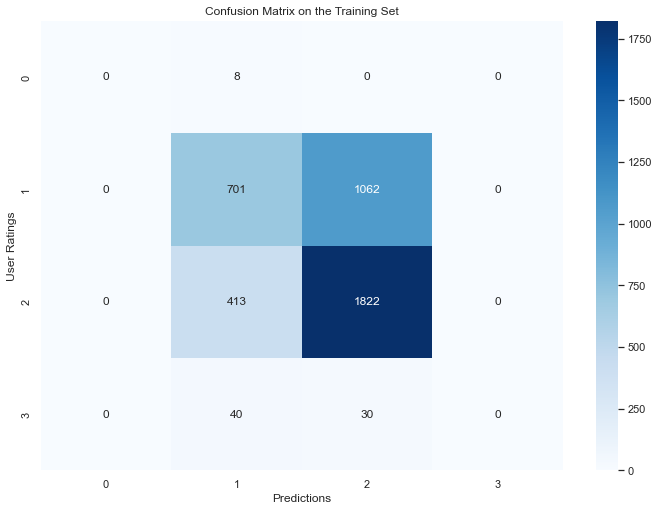 Confusion Matrix on the Training Set
User Ratings
0 0 8 0 0
1 0 701 1062 0
2 0 413 1822 0
3 0 40 30 0
0 1 2 3
Predictions
1750
1500
1250
1000
750
500
250
0